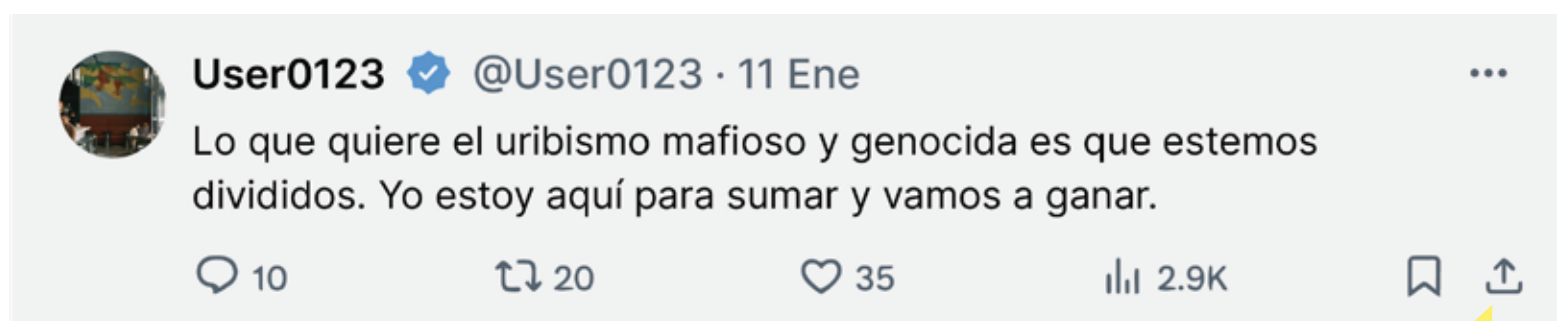 User0123 @User0123 · 11 Ene
Lo que quiere el uribismo mafioso y genocida es que estemos
divididos. Yo estoy aquí para sumar y vamos a ganar.
10 20 35 2.9K